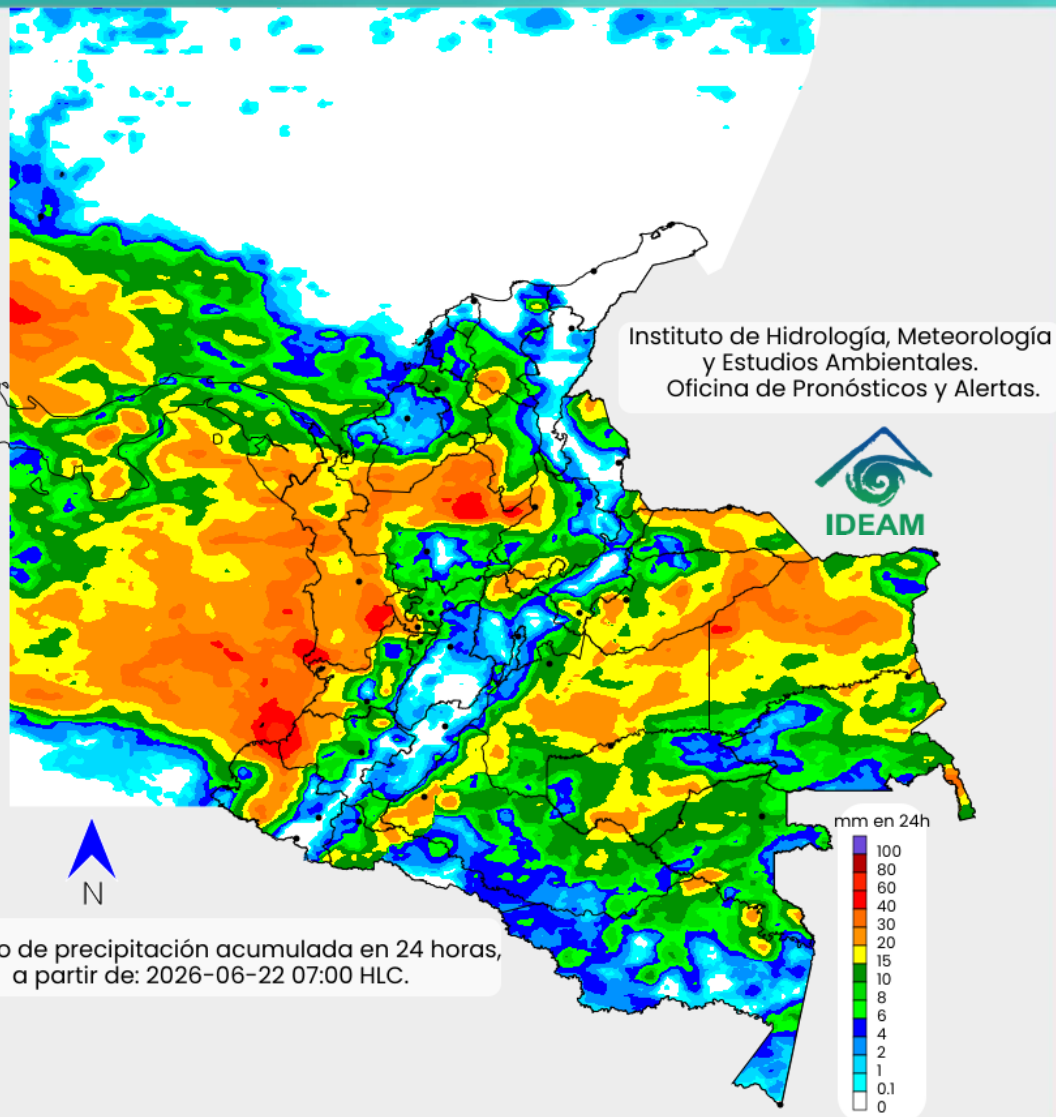 Instituto de Hidrología, Meteorología
y Estudios Ambientales.
Oficina de Pronósticos y Alertas.
IDEAM
mm en 24h
100
80
60
40
30
20
15
10
8
6
4
2
1
0.1
0
N
de precipitación acumulada en 24 horas,
a partir de: 2026-06-22 07:00 HLC.